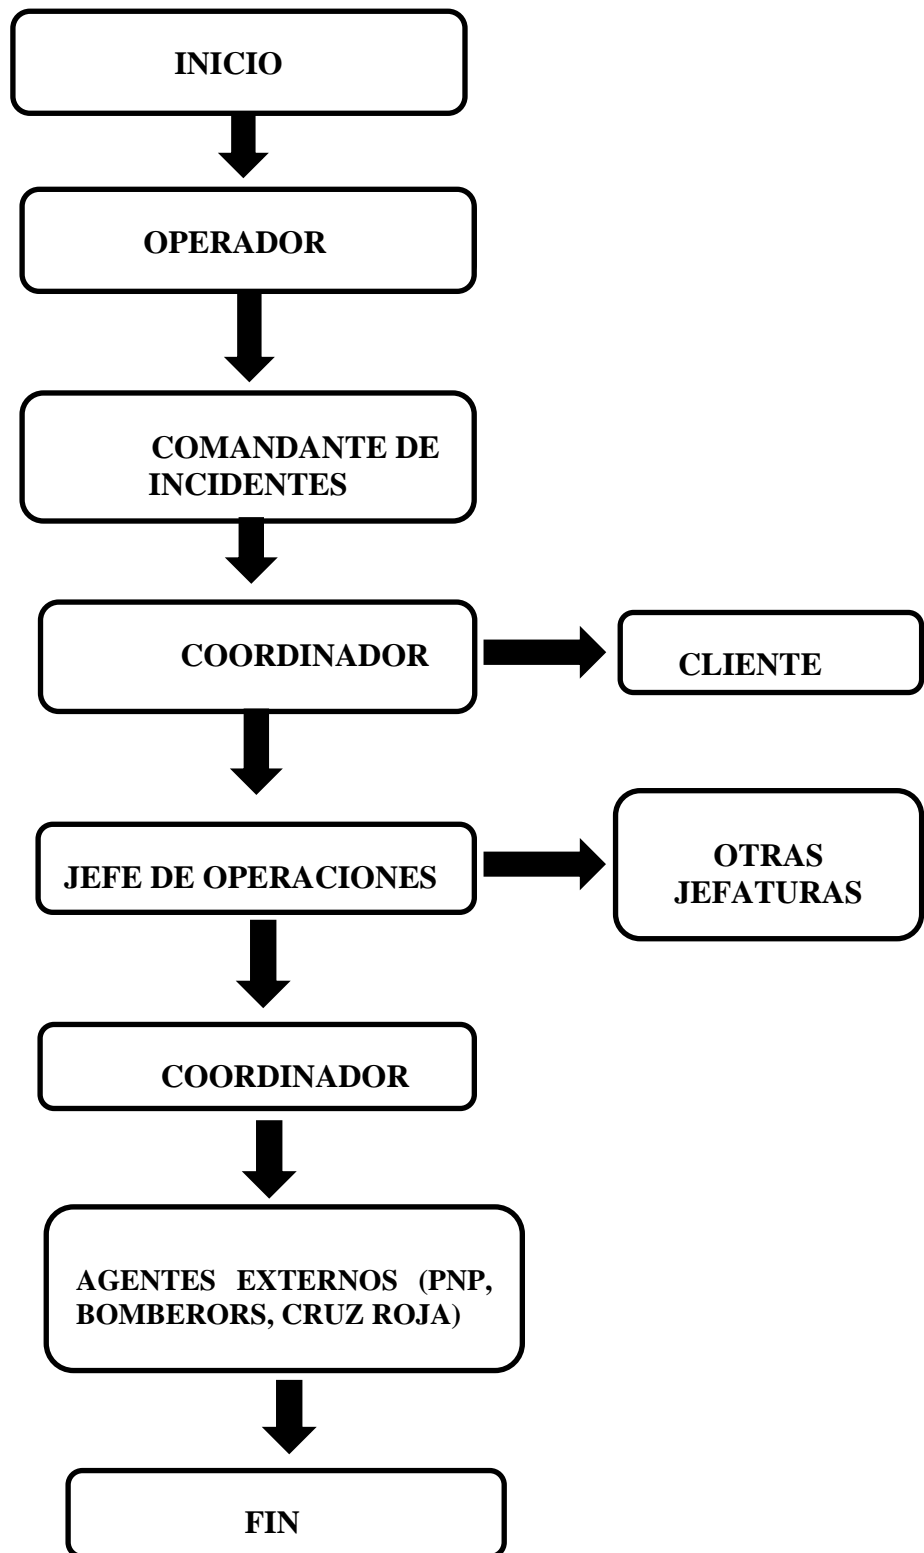 INICIO
OPERADOR
COMANDANTE DE
INCIDENTES
COORDINADOR
CLIENTE
JEFE DE OPERACIONES
OTRAS
JEFATURAS
COORDINADOR
AGENTES EXTERNOS (PNP,
BOMBERORS, CRUZ ROJA)
FIN